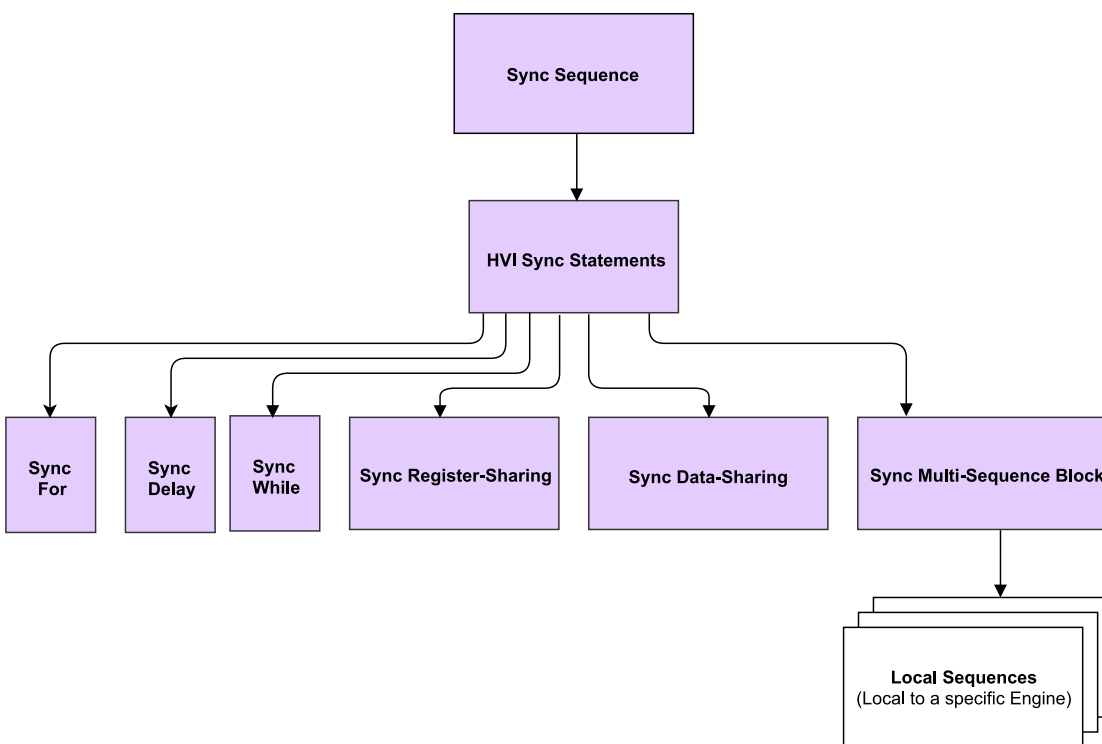 Sync Sequence
HVI Sync Statements
Sync
For
Sync
Delay
Sync
While
Sync Register-Sharing
Sync Data-Sharing
Sync Multi-Sequence Block
Local Sequences
(Local to a specific Engine)